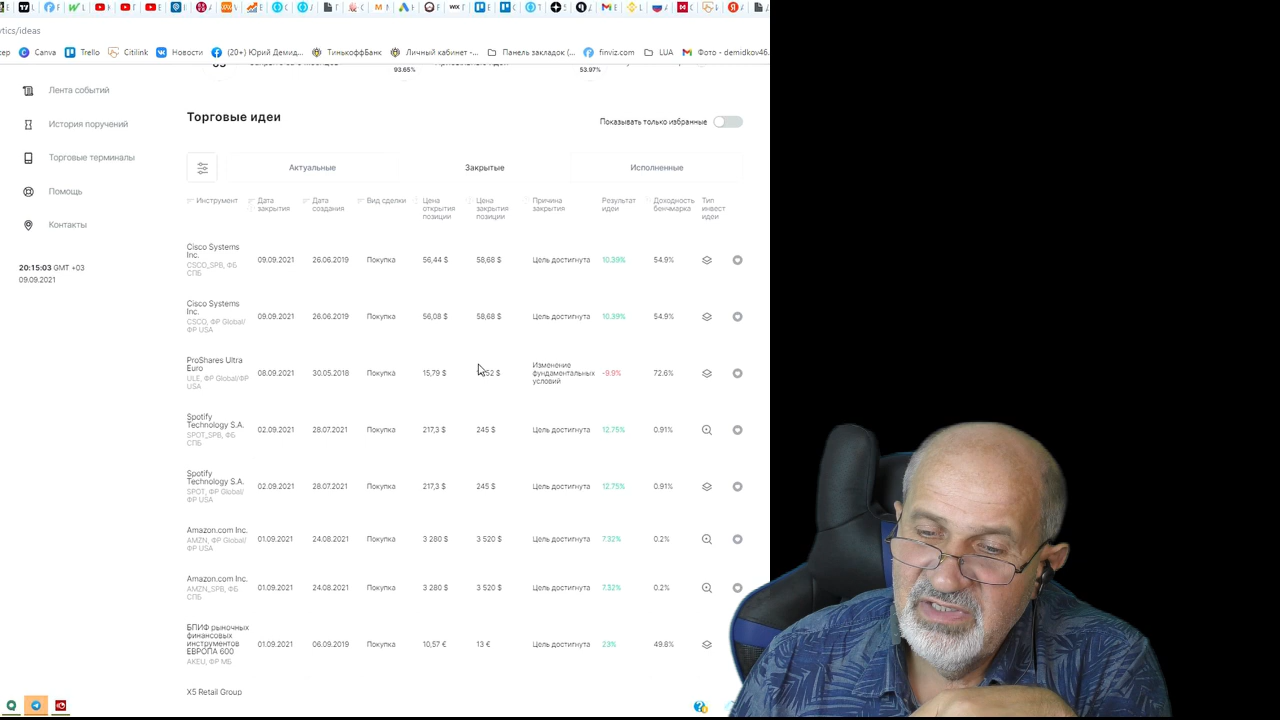 ytics/ideas
Canva Trello Citilink Новости (20+) Юрий Демид... ТинькоффБанк Личный кабинет -... Панель закладок (... finviz.com LUA Фото - demidkov46.
93.65% 53.97%
Лента событий
История поручений
Торговые терминалы
Помощь
Контакты
20:15:03 GMT +03
09.09.2021
Торговые идеи
Показывать только избранные
Актуальные Закрытые Исполненные
Инструмент
Дата закрытия
Дата создания
Вид сделки
Цена открытия позиции
Цена закрытия позиции
Причина закрытия
Результат идеи
Доходность бенчмарка
Тип инвест идеи
Cisco Systems
Inc.
CSCO_SPB, ФБ
СПБ
09.09.2021 26.06.2019 Покупка 56,44 $ 58,68 $ Цель достигнута 10.39% 54.9%
Cisco Systems
Inc.
CSCO, ФР Global/
ФР USA
09.09.2021 26.06.2019 Покупка 56,08 $ 58,68 $ Цель достигнута 10.39% 54.9%
ProShares Ultra
Euro
ULE, ФР Global/ФР
USA
08.09.2021 30.05.2018 Покупка 15,79 $ 52 $
Изменение
фундаментальных
условий
-9.9% 72.6%
Spotify
Technology S.A.
SPOT_SPB, ФБ
СПБ
02.09.2021 28.07.2021 Покупка 217,3 $ 245 $ Цель достигнута 12.75% 0.91%
Spotify
Technology S.A.
SPOT, ФР Global/
ФР USA
02.09.2021 28.07.2021 Покупка 217,3 $ 245 $ Цель достигнута 12.75% 0.91%
Amazon.com Inc.
AMZN, ФР Global/
ФР USA
01.09.2021 24.08.2021 Покупка 3 280 $ 3 520 $ Цель достигнута 7.32% 0.2%
Amazon.com Inc.
AMZN_SPB, ФБ
СПБ
01.09.2021 24.08.2021 Покупка 3 280 $ 3 520 $ Цель достигнута 7.32% 0.2%
БПИФ рыночных
финансовых
инструментов
ЕВРОПА 600
AKEU, ФР МБ
01.09.2021 06.09.2019 Покупка 10,57 € 13 € Цель достигнута 23% 49.8%
X5 Retail Group